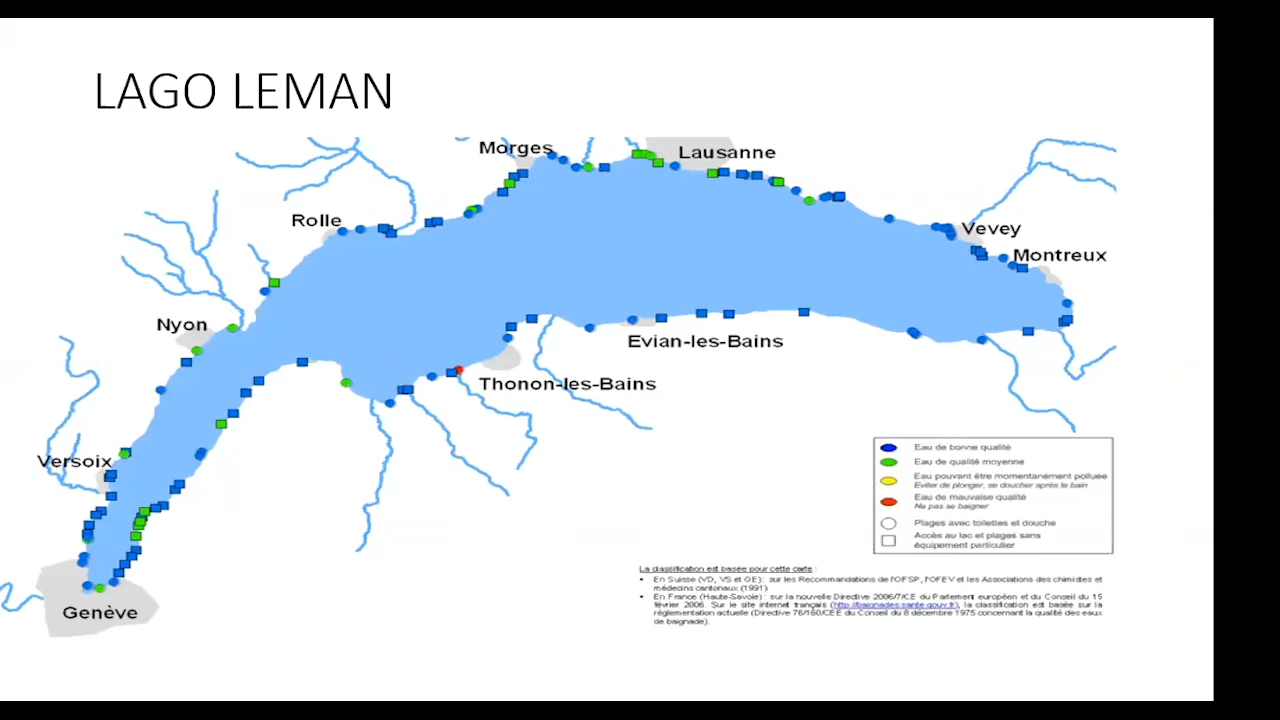 LAGO LEMAN
Morges
Lausanne
Rolle
Vevey
Montreux
Nyon
Evian-les-Bains
Thonon-les-Bains
Versoix
Genève
Eau de bonne qualité
Eau de qualité moyenne
Eau pouvant être momentanément polluée
Eviter de plonger, se doucher après le bain
Eau de mauvaise qualité
Ne pas se baigner
Plages avec toilettes et douche
Accès au lac et plages sans
équipement particulier
La classification est basée pour cette carte :
• En Suisse (VD, VS et GE) : sur les Recommandations de l'OFSP, l'OFEV et les Associations des chimistes et
médecins cantonaux (1991)
• En France (Haute-Savoie) : sur la nouvelle Directive 2006/7/CE du Parlement européen et du Conseil du 15
février 2006. Sur le site internet français (http://baignades.sante.gouv.fr), la classification est basée sur la
réglementation actuelle (Directive 76/160/CEE du Conseil du 8 décembre 1975 concernant la qualité des eaux
de baignade).